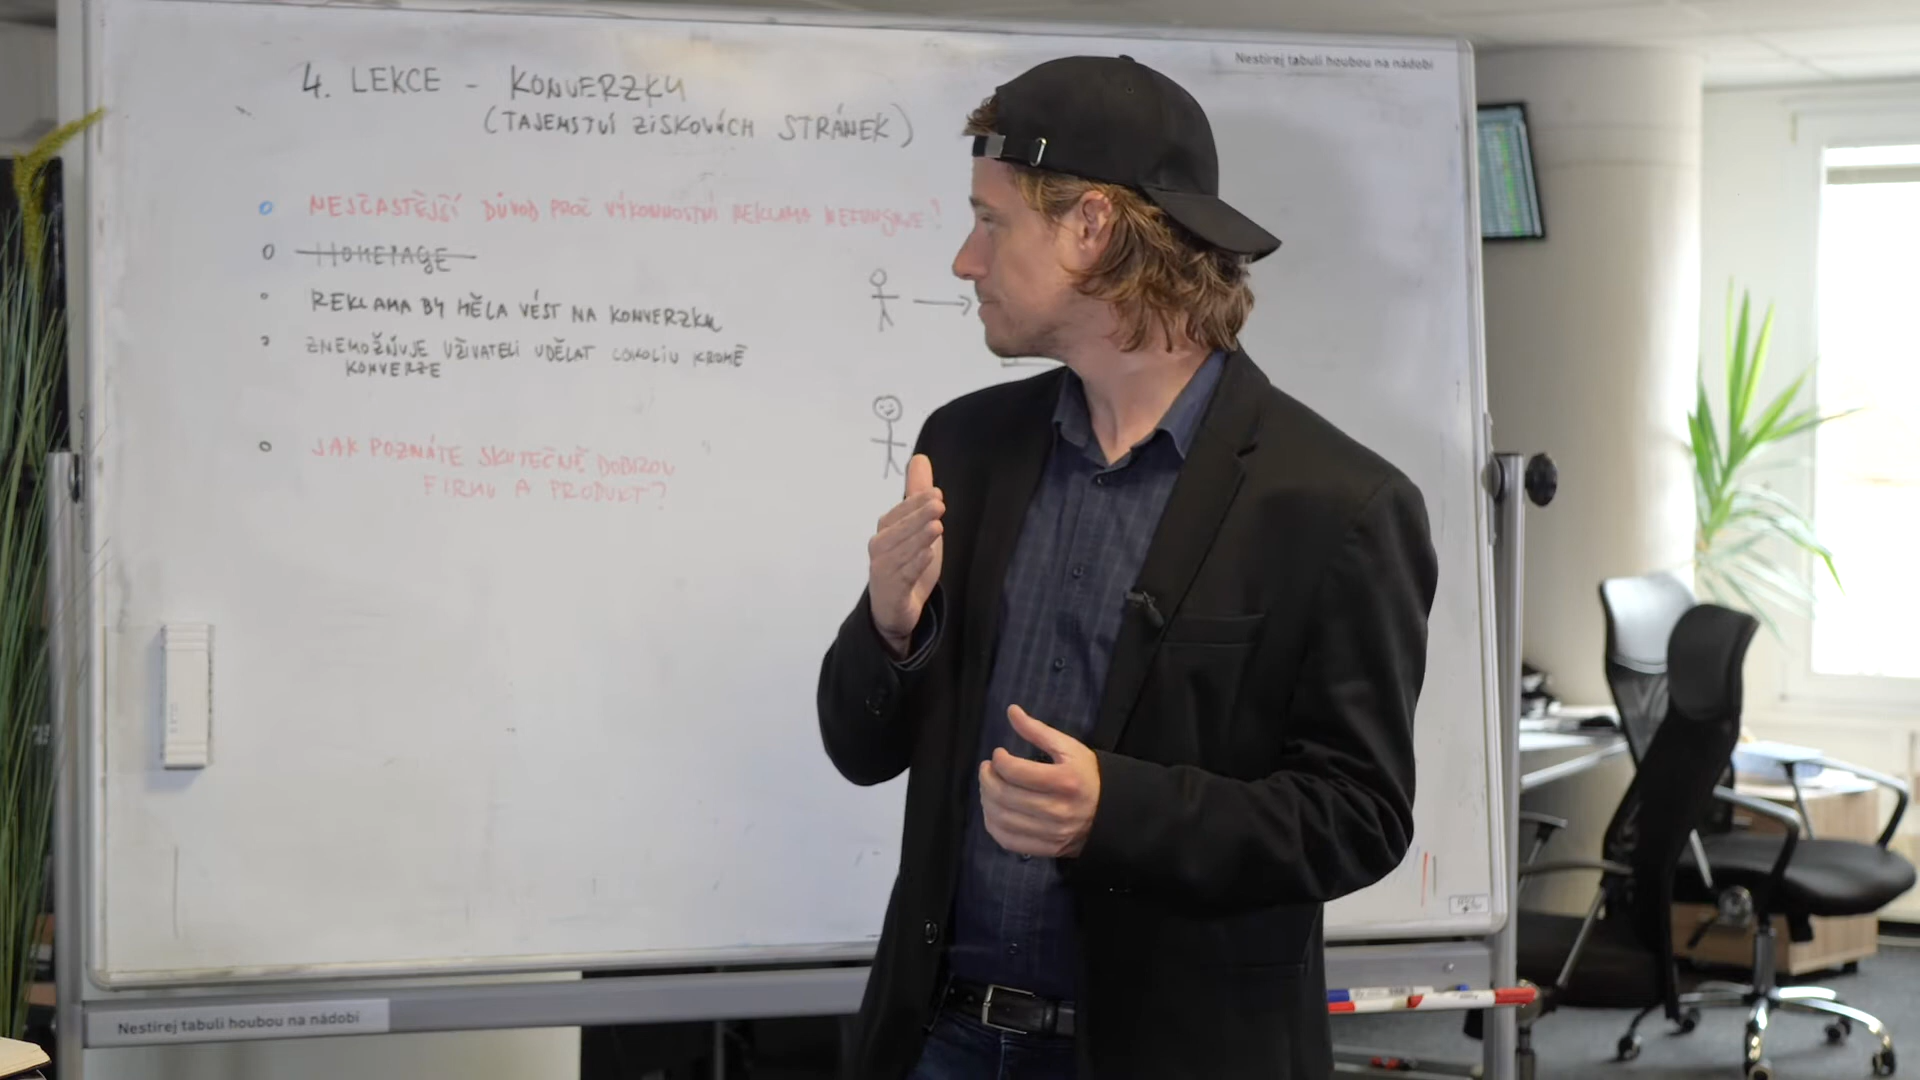 Nestírej tabuli houbou na nádobí
4. LEKCE - KONVERZKY
(TAJEMSTVÍ ZISKOVÝCH STRÁNEK)
NEJČASTĚJŠÍ DŮVOD PROČ VÝKONNOSTNÍ REKLAMA NEFUNGUJE?
HOMEPAGE
REKLAMA BY MĚLA VÉST NA KONVERZKU
ZNEMOŽŇUJE UŽIVATELI UDĚLAT COKOLIV KROMĚ
KONVERZE
JAK POZNÁTE SKUTEČNĚ DOBROU
FIRMU A PRODUKT?
Nestírej tabuli houbou na nádobí